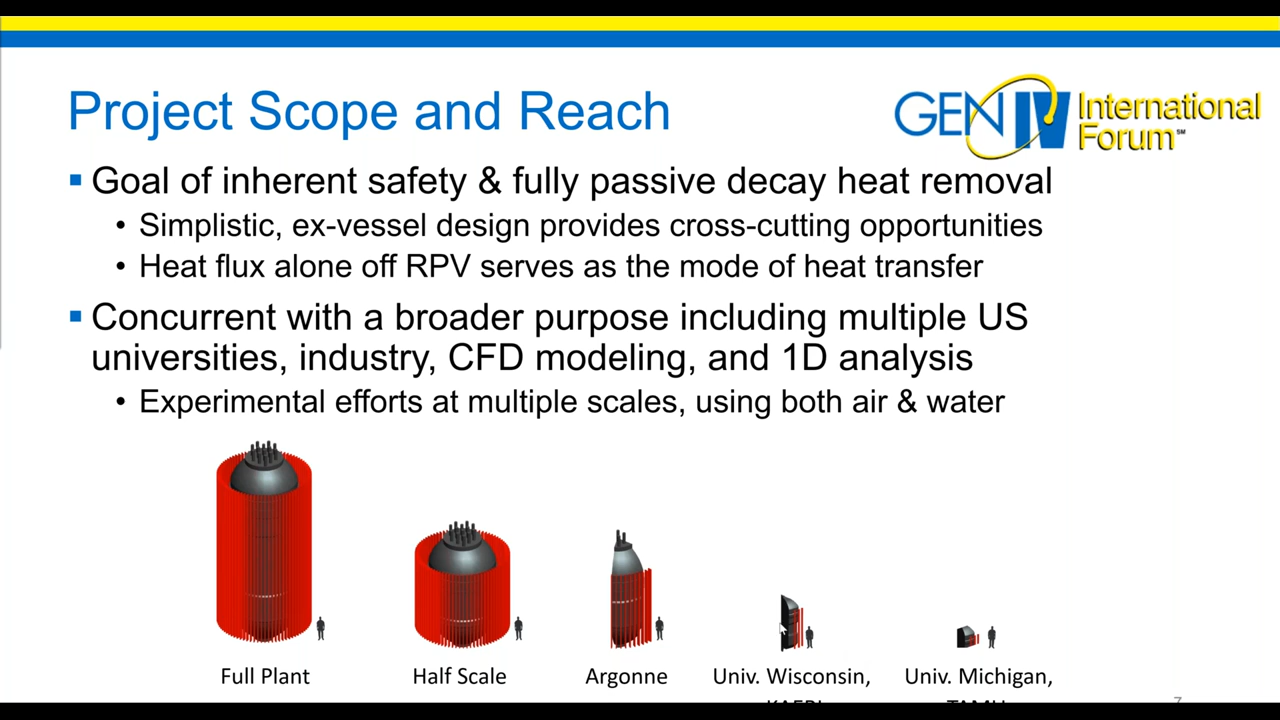 Project Scope and Reach
GEN IV International
Forum℠
▪ Goal of inherent safety & fully passive decay heat removal
• Simplistic, ex-vessel design provides cross-cutting opportunities
• Heat flux alone off RPV serves as the mode of heat transfer
▪ Concurrent with a broader purpose including multiple US
universities, industry, CFD modeling, and 1D analysis
• Experimental efforts at multiple scales, using both air & water
Full Plant
Half Scale
Argonne
Univ. Wisconsin,
Univ. Michigan,